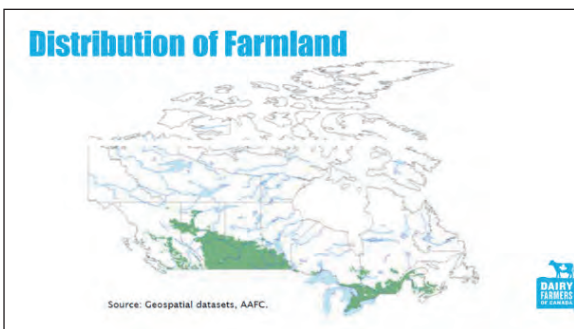 Distribution of Farmland
Source: Geospatial datasets, AAFC.
DAIRY
FARMERS
OF CANADA